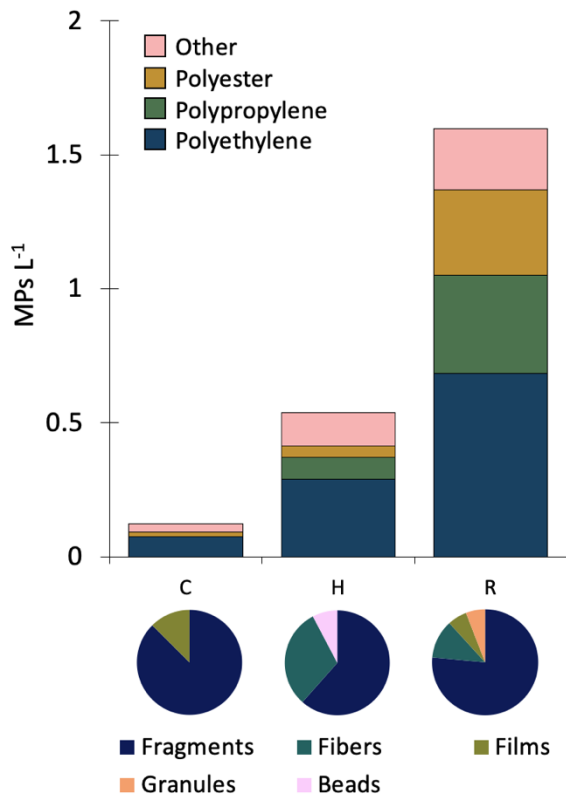 2
Other
Polyester
Polypropylene
Polyethylene
1.5
1
0.5
0
MPs L⁻¹
C H R
Fragments Fibers Films
Granules Beads